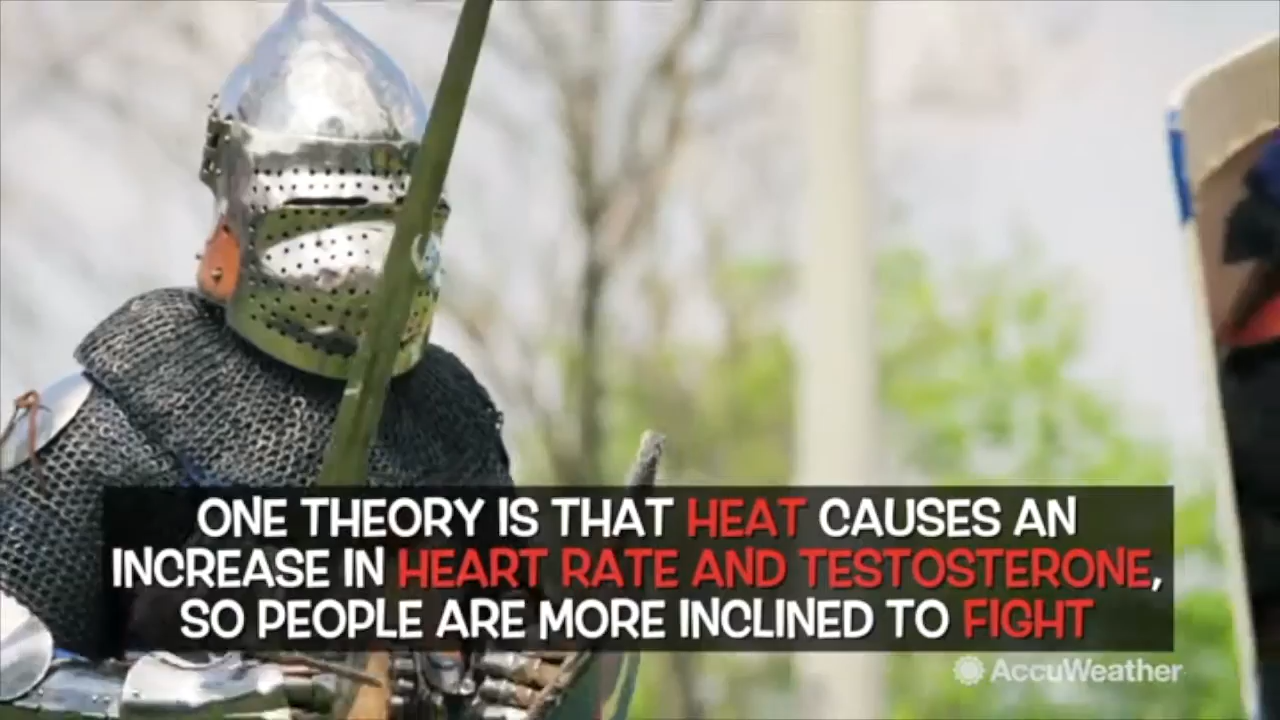 ONE THEORY IS THAT HEAT CAUSES AN
INCREASE IN HEART RATE AND TESTOSTERONE,
SO PEOPLE ARE MORE INCLINED TO FIGHT
AccuWeather